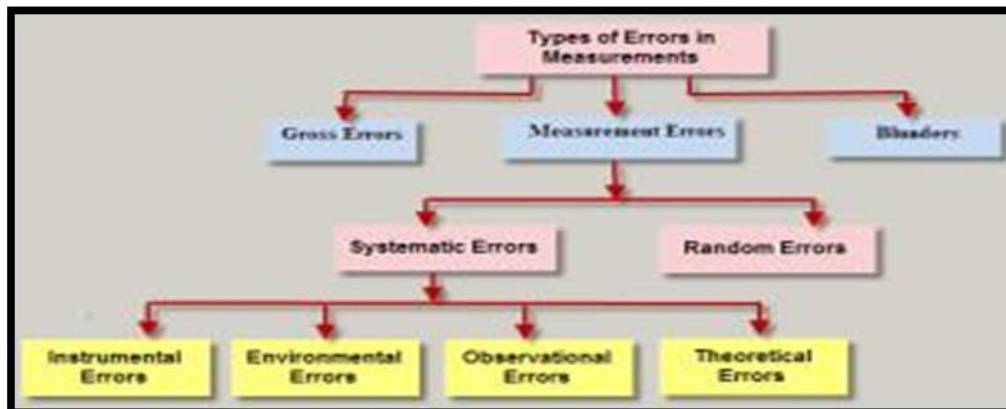 Types of Errors in
Measurements
Gross Errors
Measurement Errors
Blunders
Systematic Errors
Random Errors
Instrumental
Errors
Environmental
Errors
Observational
Errors
Theoretical
Errors